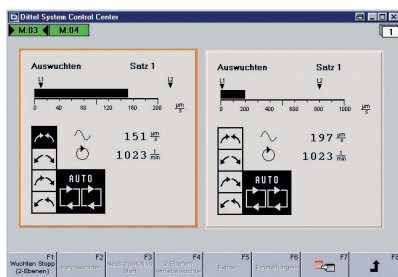 Dittel System Control Center
M:03 M:04
1
Auswuchten Satz 1
L1 L2
0 40 80 120 160 200 µm/s
151 µm/s
1023 1/min
AUTO
Auswuchten Satz 1
L1 L2
0 200 400 600 800 1000 µm/s
197 µm/s
1023 1/min
AUTO
F1 F2 F3 F4 F5 F6 F7 F8
Wuchten Stopp
(2-Ebenen)
Handwuchten
Neutralposition
Start
2-Ebenen
Extras
Einstellungen